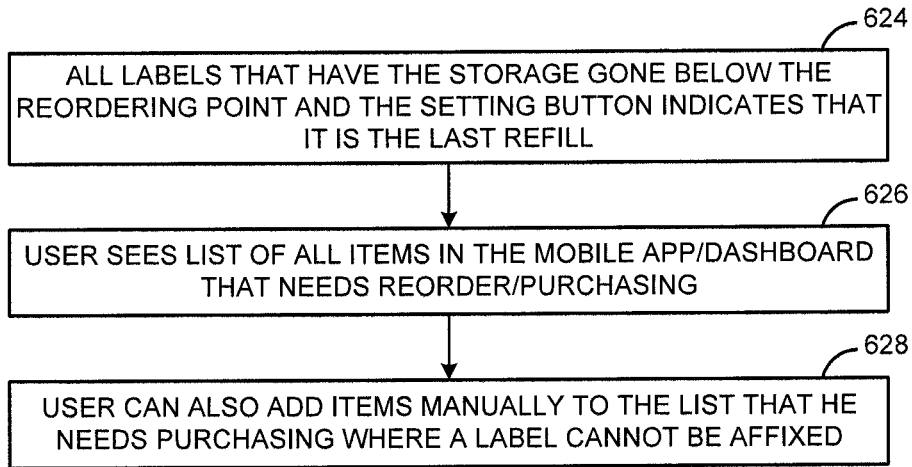 624
ALL LABELS THAT HAVE THE STORAGE GONE BELOW THE
REORDERING POINT AND THE SETTING BUTTON INDICATES THAT
IT IS THE LAST REFILL
626
USER SEES LIST OF ALL ITEMS IN THE MOBILE APP/DASHBOARD
THAT NEEDS REORDER/PURCHASING
628
USER CAN ALSO ADD ITEMS MANUALLY TO THE LIST THAT HE
NEEDS PURCHASING WHERE A LABEL CANNOT BE AFFIXED